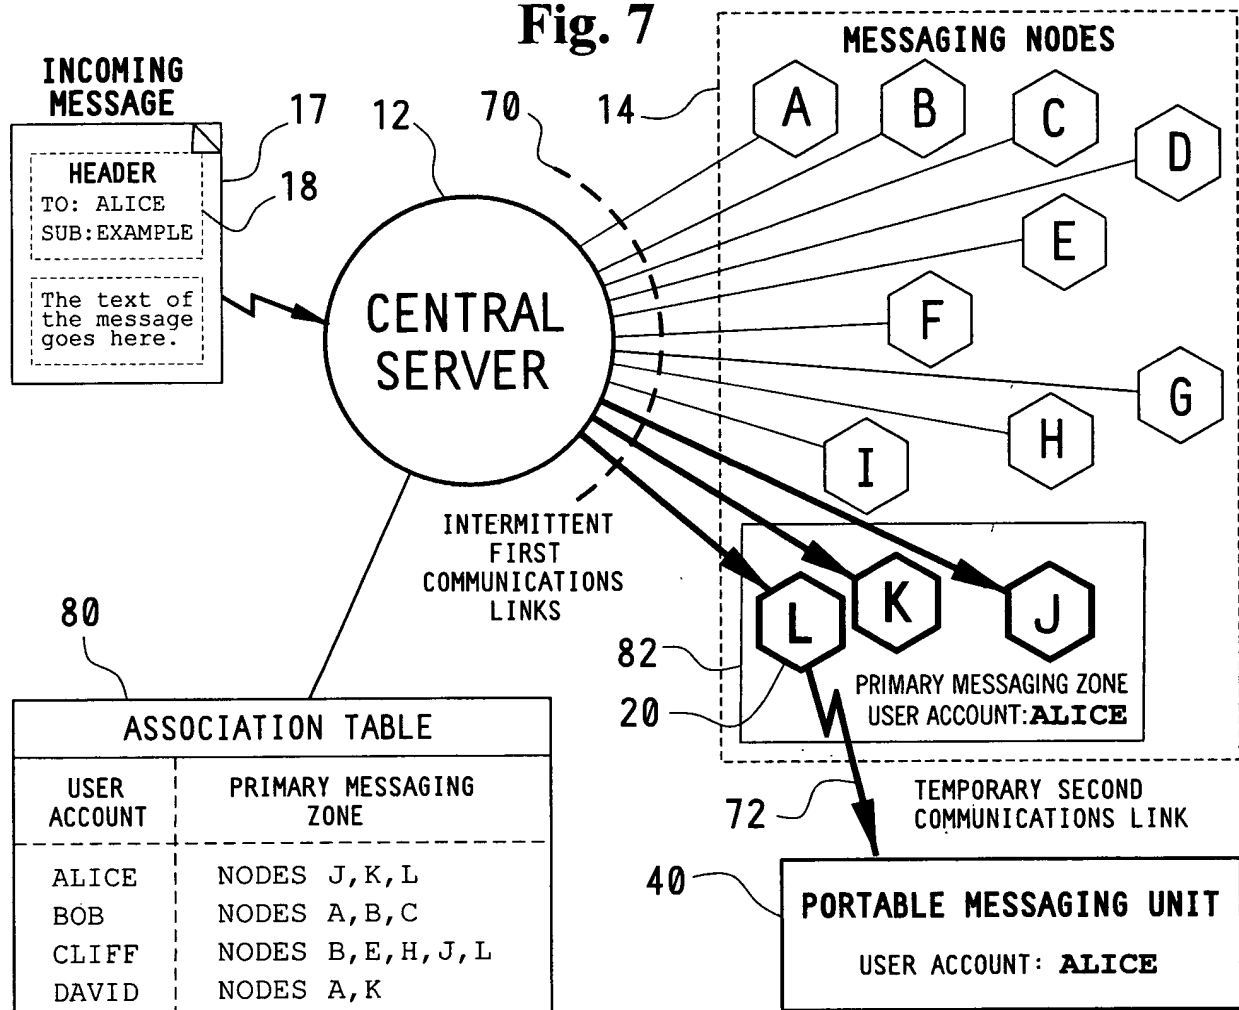 Fig. 7
INCOMING
MESSAGE
17
HEADER
TO: ALICE
SUB:EXAMPLE
18
The text of
the message
goes here.
12
70
14
CENTRAL
SERVER
MESSAGING NODES
A
B
C
D
E
F
G
H
I
J
K
L
INTERMITTENT
FIRST
COMMUNICATIONS
LINKS
82
20
PRIMARY MESSAGING ZONE
USER ACCOUNT:ALICE
72
TEMPORARY SECOND
COMMUNICATIONS LINK
40
PORTABLE MESSAGING UNIT
USER ACCOUNT: ALICE
80
ASSOCIATION TABLE
USER
ACCOUNT
PRIMARY MESSAGING
ZONE
ALICE NODES J,K,L
BOB NODES A,B,C
CLIFF NODES B,E,H,J,L
DAVID NODES A,K